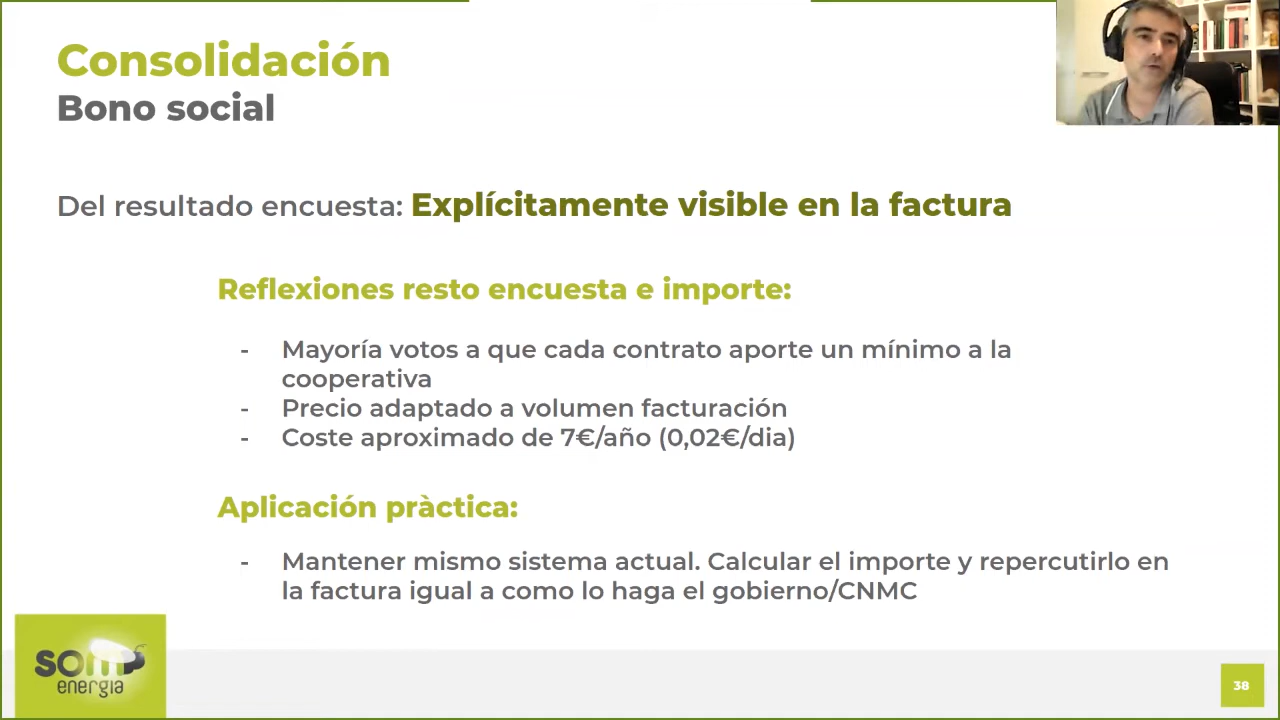 Consolidación
Bono social
Del resultado encuesta: Explícitamente visible en la factura
Reflexiones resto encuesta e importe:
- Mayoría votos a que cada contrato aporte un mínimo a la
cooperativa
- Precio adaptado a volumen facturación
- Coste aproximado de 7€/año (0,02€/dia)
Aplicación pràctica:
- Mantener mismo sistema actual. Calcular el importe y repercutirlo en
la factura igual a como lo haga el gobierno/CNMC
som
energia
38